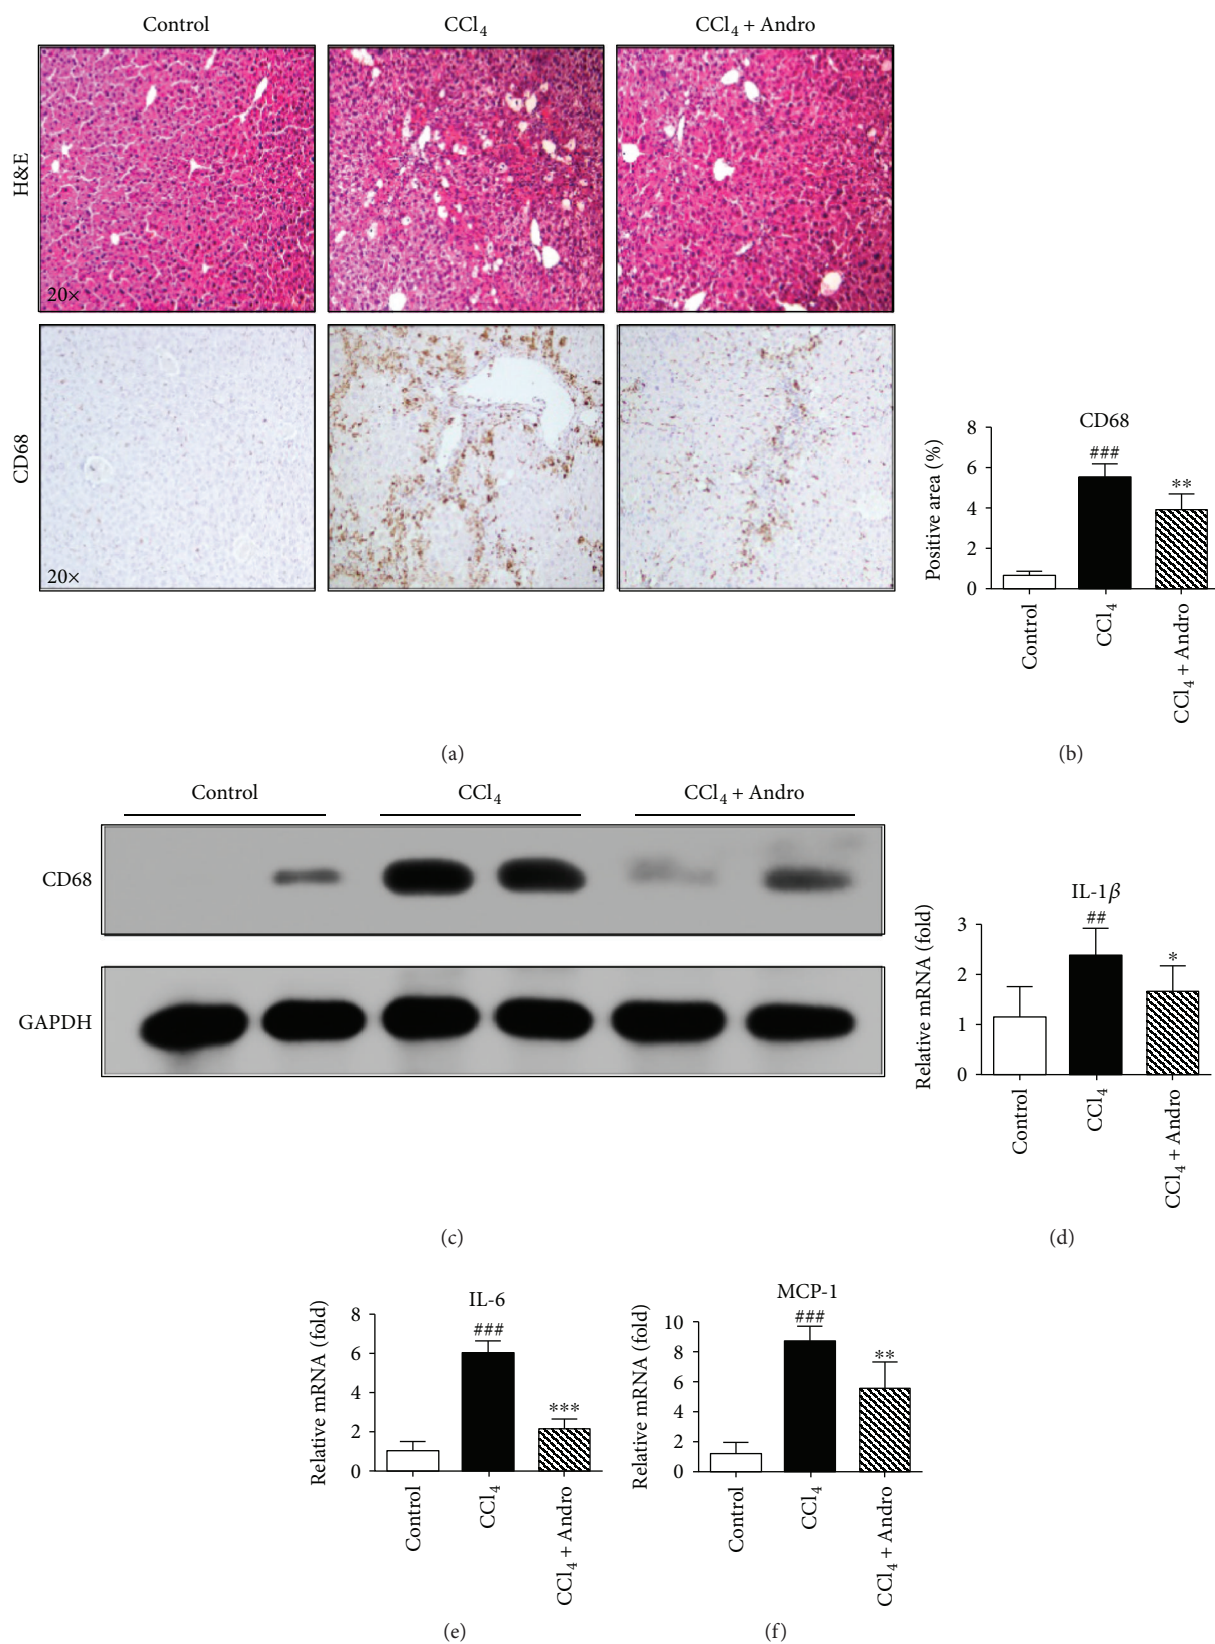 Control
CCl4
CCl4 + Andro
H&E
20×
CD68
20×
CD68
###
**
Positive area (%)
8
6
4
2
0
Control
CCl4
CCl4 + Andro
(a)
(b)
Control
CCl4
CCl4 + Andro
CD68
GAPDH
IL-1β
##
*
Relative mRNA (fold)
3
2
1
0
Control
CCl4
CCl4 + Andro
(c)
(d)
IL-6
###
***
Relative mRNA (fold)
8
6
4
2
0
Control
CCl4
CCl4 + Andro
MCP-1
###
**
Relative mRNA (fold)
10
8
6
4
2
0
Control
CCl4
CCl4 + Andro
(e)
(f)